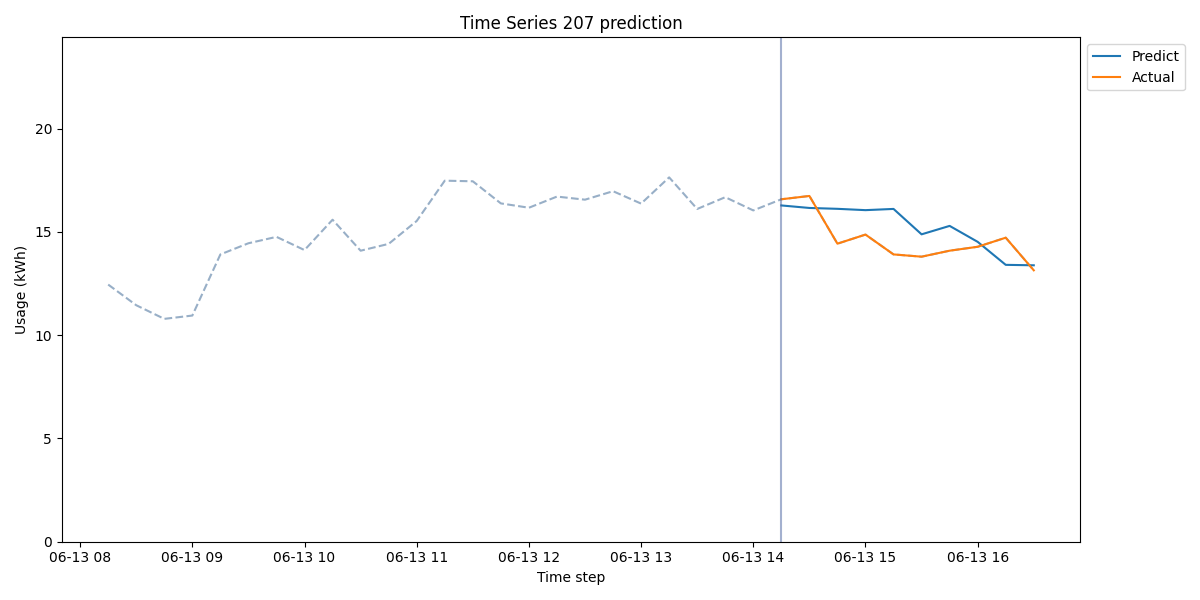 Time Series 207 prediction
Predict
Actual
Usage (kWh)
20
15
10
5
0
06-13 08
06-13 09
06-13 10
06-13 11
06-13 12
06-13 13
06-13 14
06-13 15
06-13 16
Time step